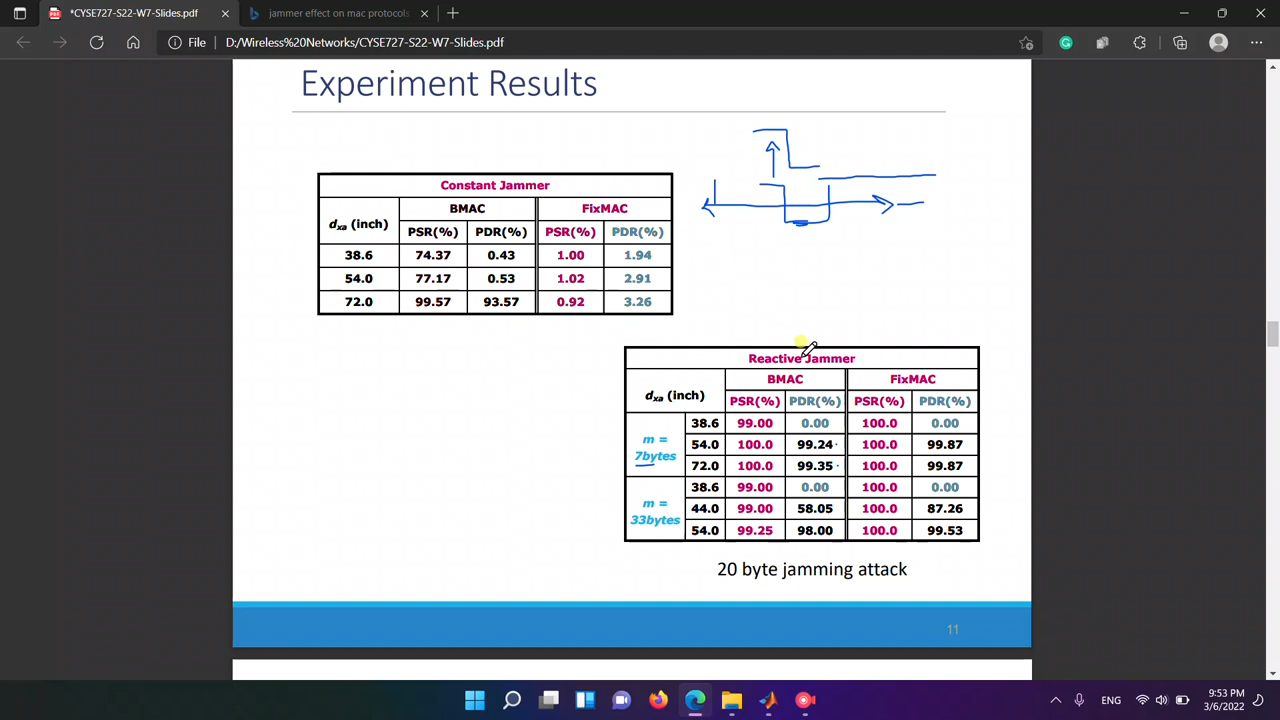 *CYSE727-S22-W7-Slides.pdf
jammer effect on mac protocols
File D:/Wireless%20Networks/CYSE727-S22-W7-Slides.pdf
Experiment Results
Constant Jammer
dxa (inch) BMAC FixMAC
PSR(%) PDR(%) PSR(%) PDR(%)
38.6 74.37 0.43 1.00 1.94
54.0 77.17 0.53 1.02 2.91
72.0 99.57 93.57 0.92 3.26
Reactive Jammer
dxa (inch) BMAC FixMAC
PSR(%) PDR(%) PSR(%) PDR(%)
m = 7bytes 38.6 99.00 0.00 100.0 0.00
54.0 100.0 99.24 100.0 99.87
72.0 100.0 99.35 100.0 99.87
m = 33bytes 38.6 99.00 0.00 100.0 0.00
44.0 99.00 58.05 100.0 87.26
54.0 99.25 98.00 100.0 99.53
20 byte jamming attack
11
ENG
9:53 PM
3/6/2022